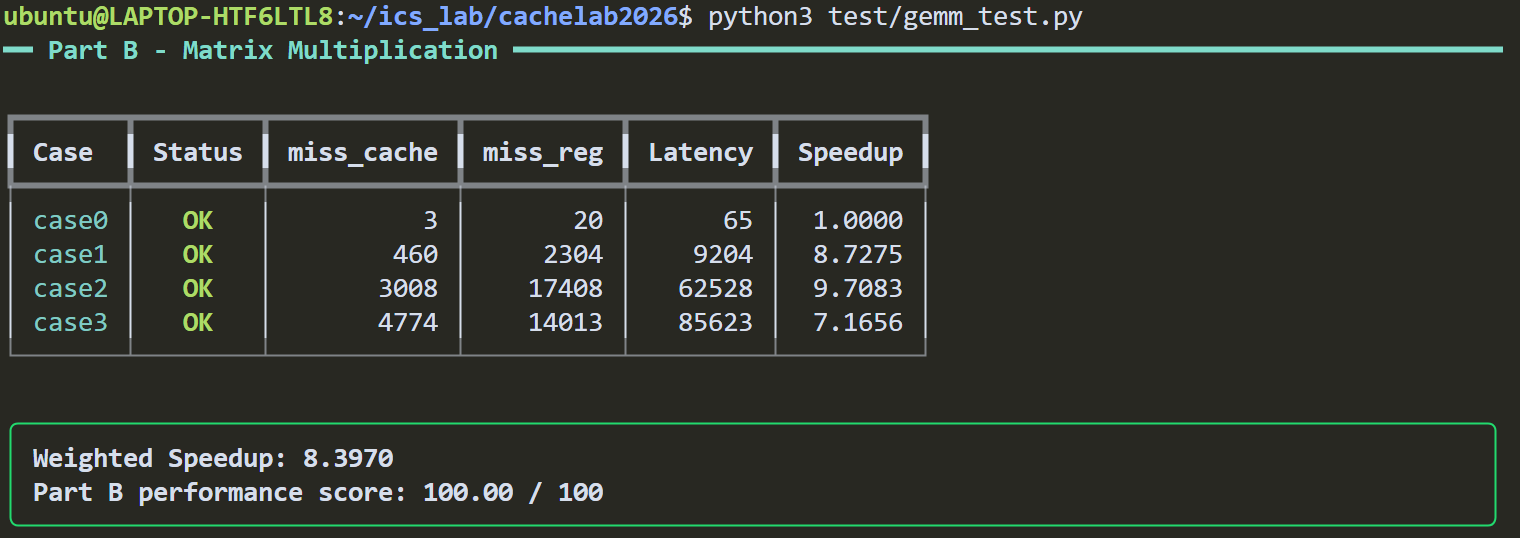 ubuntu@LAPTOP-HTF6LTL8:~/ics_lab/cachelab2026$ python3 test/gemm_test.py
Part B - Matrix Multiplication
Case Status miss_cache miss_reg Latency Speedup
case0 OK 3 20 65 1.0000
case1 OK 460 2304 9204 8.7275
case2 OK 3008 17408 62528 9.7083
case3 OK 4774 14013 85623 7.1656
Weighted Speedup: 8.3970
Part B performance score: 100.00 / 100